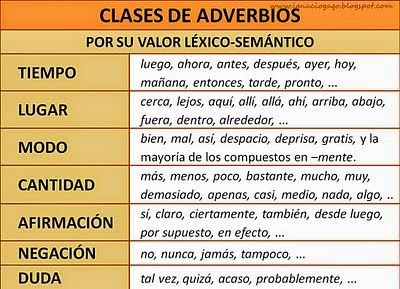 www.ignaciogago.blogspot.com
CLASES DE ADVERBIOS
POR SU VALOR LÉXICO-SEMÁNTICO
TIEMPO
luego, ahora, antes, después, ayer, hoy,
mañana, entonces, tarde, pronto, ...
LUGAR
cerca, lejos, aquí, allí, allá, ahí, arriba, abajo,
fuera, dentro, alrededor, ...
MODO
bien, mal, así, despacio, deprisa, gratis, y la
mayoría de los compuestos en –mente.
CANTIDAD
más, menos, poco, bastante, mucho, muy,
demasiado, apenas, casi, medio, nada, algo, ..
AFIRMACIÓN
sí, claro, ciertamente, también, desde luego,
por supuesto, en efecto, ...
NEGACIÓN
no, nunca, jamás, tampoco, ...
DUDA
tal vez, quizá, acaso, probablemente, ...